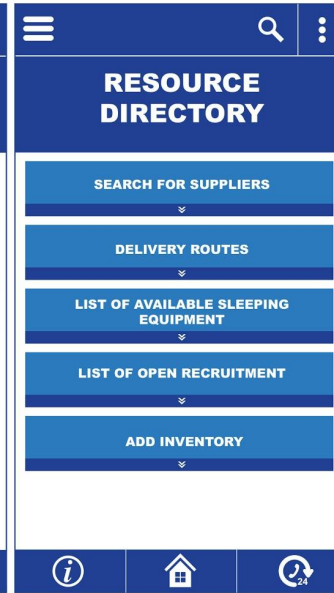 RESOURCE
DIRECTORY
SEARCH FOR SUPPLIERS
DELIVERY ROUTES
LIST OF AVAILABLE SLEEPING
EQUIPMENT
LIST OF OPEN RECRUITMENT
ADD INVENTORY
i
24